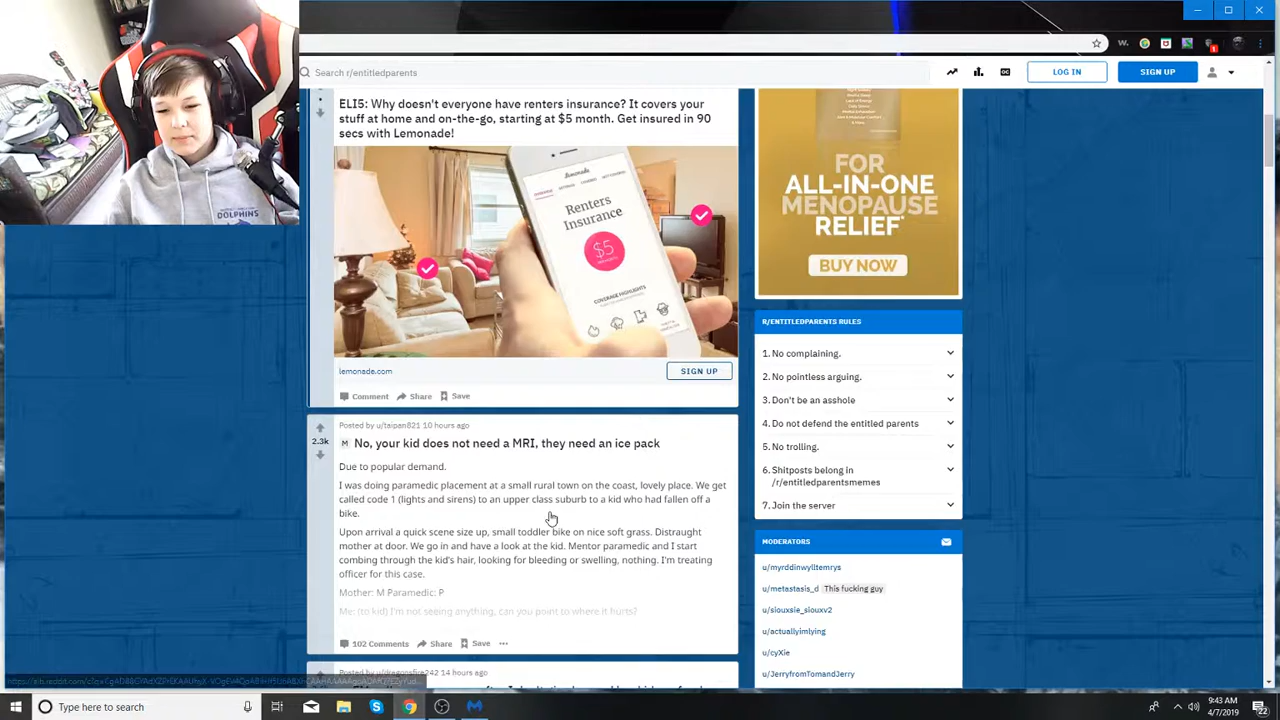 DOLPHINS
Search r/entitledparents
LOG IN
SIGN UP
ELI5: Why doesn't everyone have renters insurance? It covers your
stuff at home and on-the-go, starting at $5 month. Get insured in 90
secs with Lemonade!
lemonade
Renters
Insurance
$5
COVERAGE HIGHLIGHTS
lemonade.com
SIGN UP
Comment
Share
Save
Posted by u/taipan821 10 hours ago
2.3k
M No, your kid does not need a MRI, they need an ice pack
Due to popular demand.
I was doing paramedic placement at a small rural town on the coast, lovely place. We get
called code 1 (lights and sirens) to an upper class suburb to a kid who had fallen off a
bike.
Upon arrival a quick scene size up, small toddler bike on nice soft grass. Distraught
mother at door. We go in and have a look at the kid. Mentor paramedic and I start
combing through the kid's hair, looking for bleeding or swelling, nothing. I'm treating
officer for this case.
Mother: M Paramedic: P
Me: (to kid) I'm not seeing anything, can you point to where it hurts?
102 Comments
Share
Save
FOR
ALL-IN-ONE
MENOPAUSE
RELIEF*
BUY NOW
R/ENTITLEDPARENTS RULES
1. No complaining.
2. No pointless arguing.
3. Don't be an asshole
4. Do not defend the entitled parents
5. No trolling.
6. Shitposts belong in
/r/entitledparentsmemes
7. Join the server
MODERATORS
u/myrddinwylltemrys
u/metastasis_d This fucking guy
u/siouxsie_siouxv2
u/actuallyimlying
u/cyXie
u/JerryfromTomandJerry
Type here to search
9:43 AM
4/7/2019
22